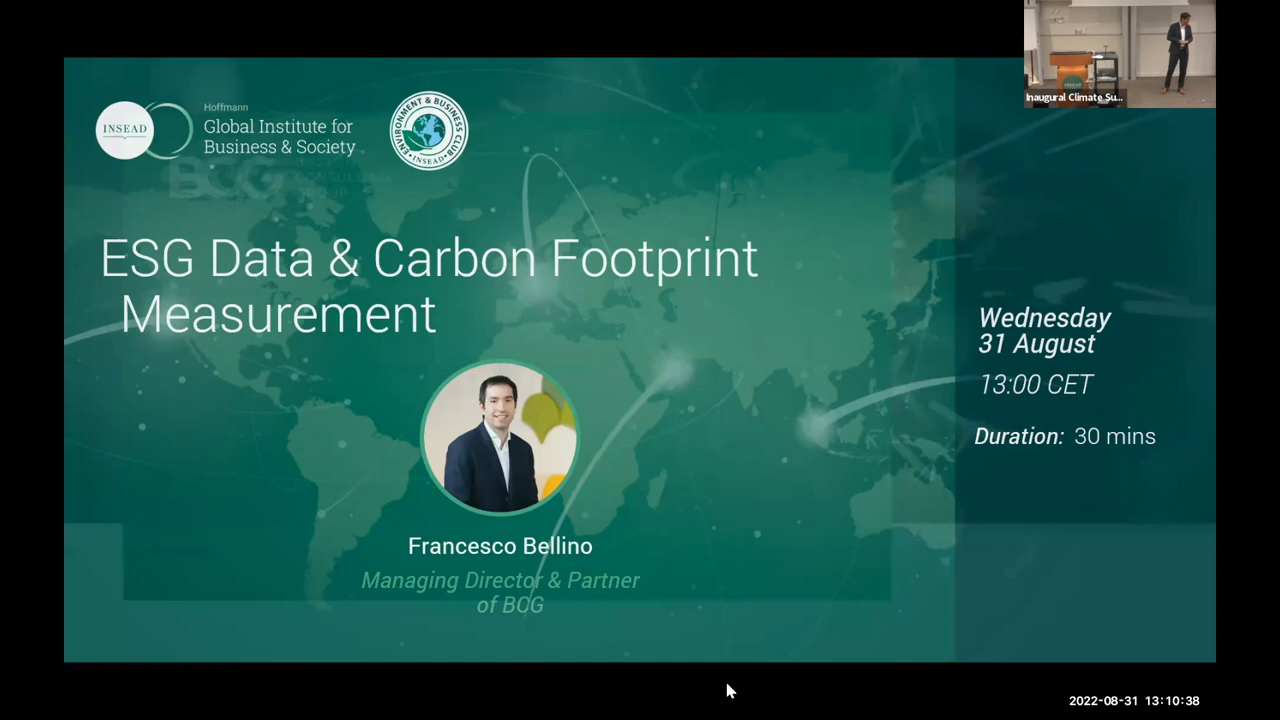 Inaugural Climate Su...
INSEAD
Hoffmann
Global Institute for
Business & Society
ENVIRONMENT & BUSINESS CLUB
INSEAD
BCG
ESG Data & Carbon Footprint
Measurement
Wednesday
31 August
13:00 CET
Duration: 30 mins
Francesco Bellino
Managing Director & Partner
of BCG
2022-08-31 13:10:38